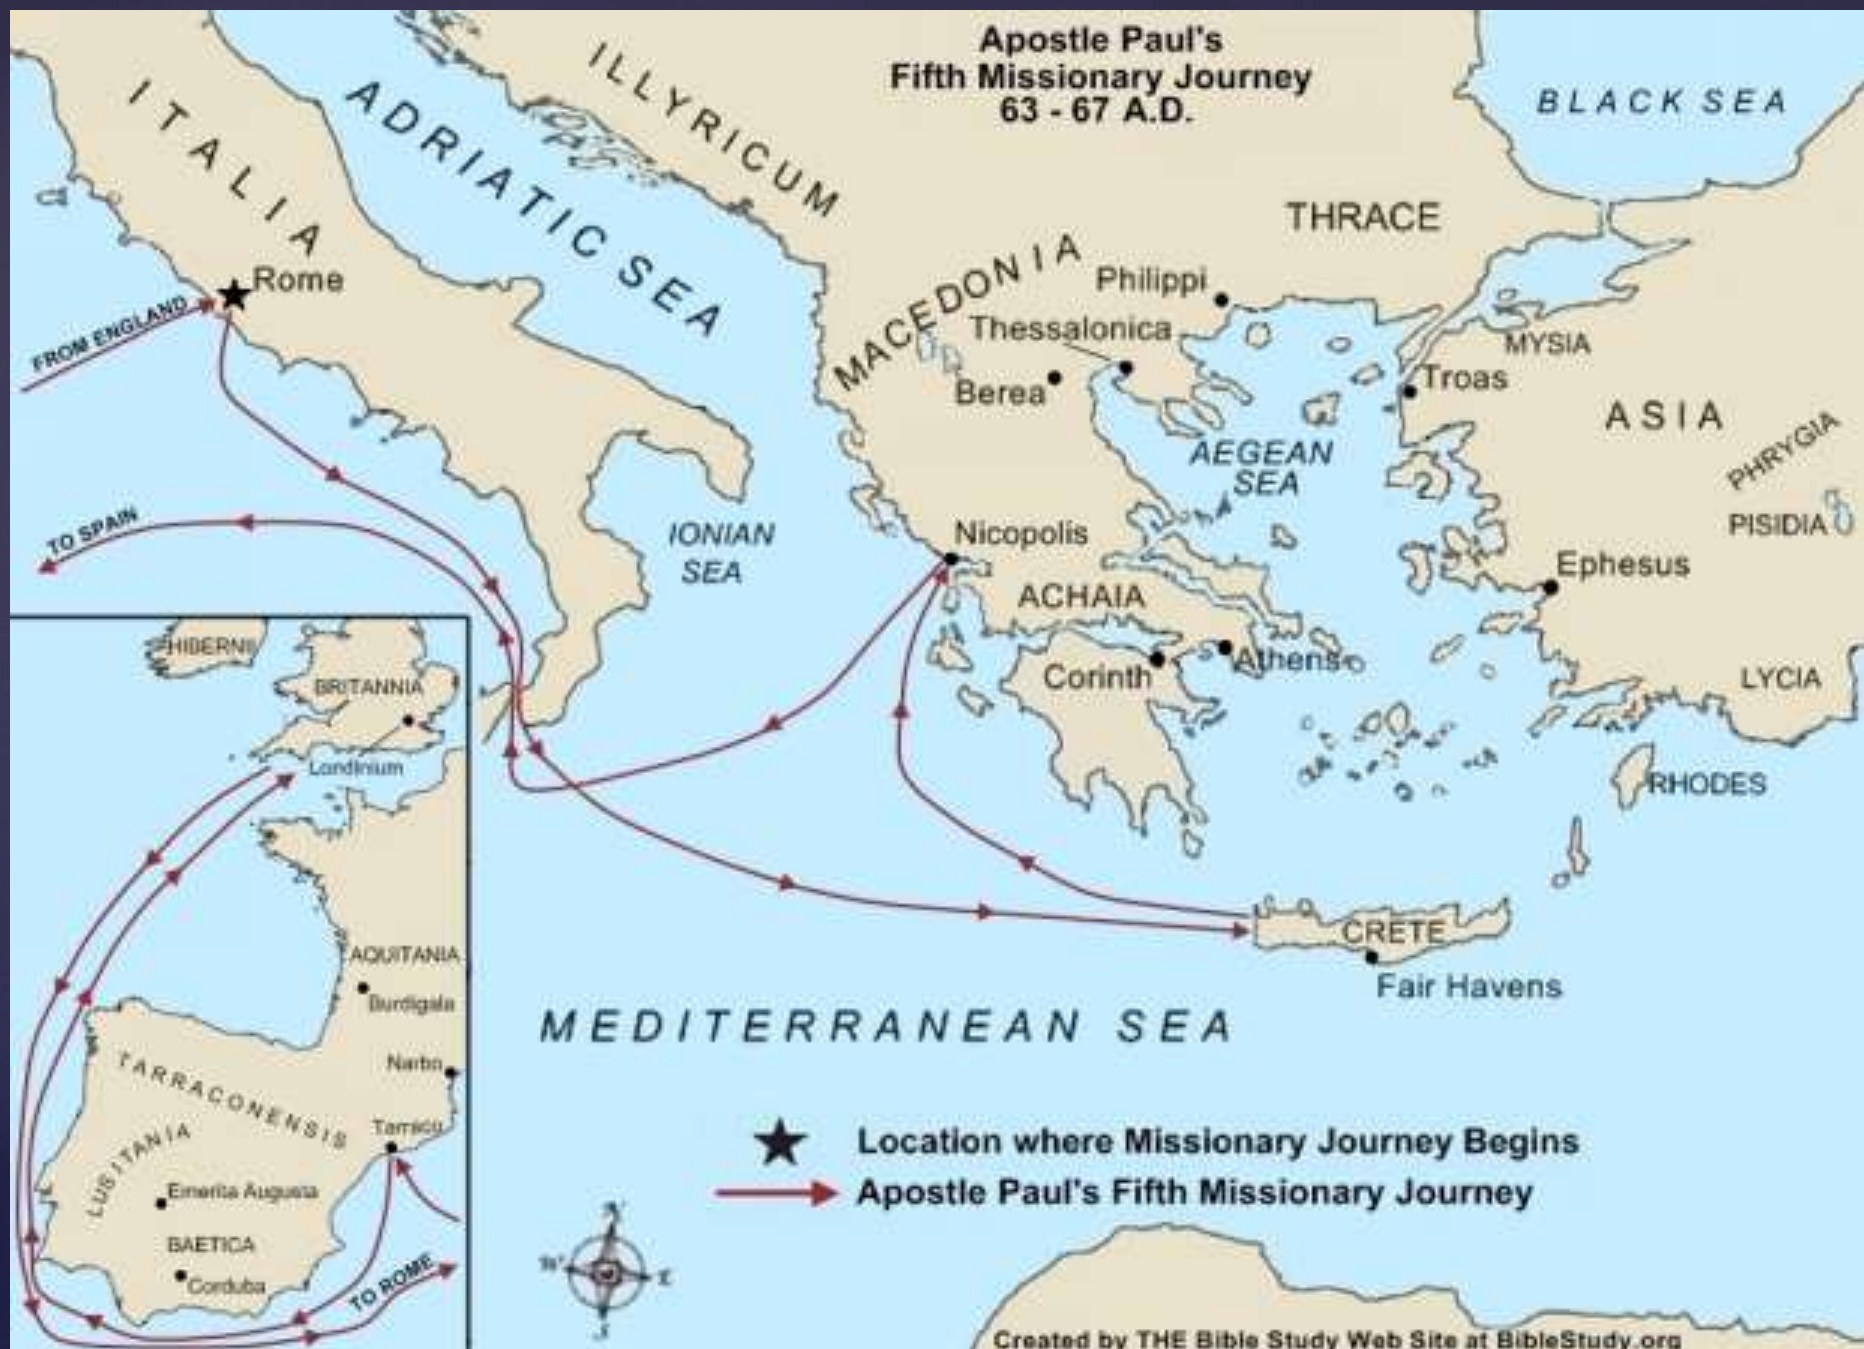 Apostle Paul's
Fifth Missionary Journey
63 - 67 A.D.
BLACK SEA
ITALIA
ADRIATIC SEA
ILLYRICUM
THRACE
MACEDONIA
Rome
Philippi
FROM ENGLAND
Thessalonica
MYSIA
Berea
Troas
ASIA
PHRYGIA
AEGEAN
SEA
TO SPAIN
IONIAN
SEA
Nicopolis
PISIDIA
Ephesus
ACHAIA
Corinth
Athens
LYCIA
RHODES
CRETE
Fair Havens
MEDITERRANEAN SEA
HIBERNII
BRITANNIA
Londinium
AQUITANIA
Burdigala
Narbo
TARRACONENSIS
Tarraco
LUSITANIA
Emerita Augusta
BAETICA
Corduba
TO ROME
Location where Missionary Journey Begins
Apostle Paul's Fifth Missionary Journey
N
W
E
S
Created by THE Bible Study Web Site at BibleStudy.org